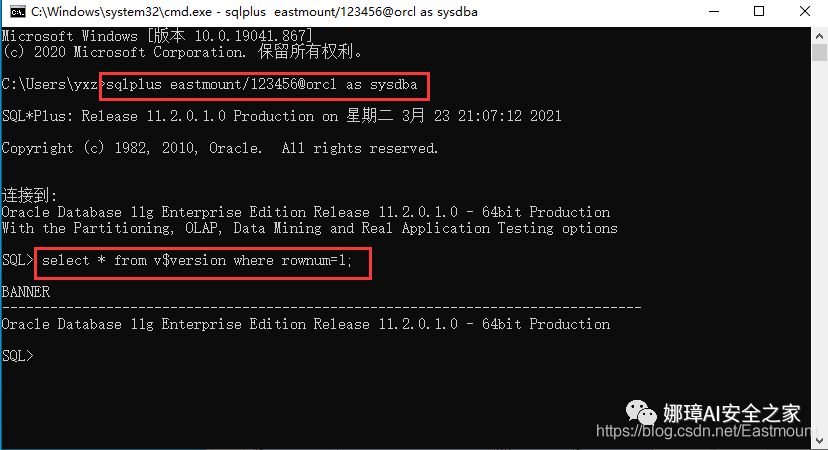 C:\Windows\system32\cmd.exe - sqlplus  eastmount/123456@orcl as sysdba
Microsoft Windows [版本 10.0.19041.867]
(c) 2020 Microsoft Corporation. 保留所有权利。
C:\Users\yxz>sqlplus eastmount/123456@orcl as sysdba
SQL*Plus: Release 11.2.0.1.0 Production on 星期二 3月 23 21:07:12 2021
Copyright (c) 1982, 2010, Oracle.  All rights reserved.
连接到:
Oracle Database 11g Enterprise Edition Release 11.2.0.1.0 - 64bit Production
With the Partitioning, OLAP, Data Mining and Real Application Testing options
SQL> select * from v$version where rownum=1;
BANNER
--------------------------------------------------------------------------------
Oracle Database 11g Enterprise Edition Release 11.2.0.1.0 - 64bit Production
SQL>
娜璋AI安全之家
https://blog.csdn.net/Eastmount